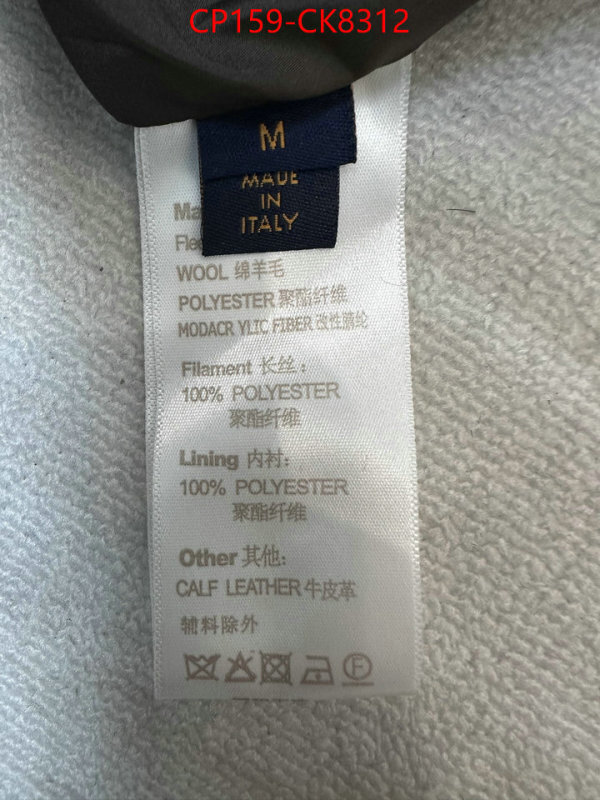 CP159-CK8312
M
MADE
IN
ITALY
WOOL 绵羊毛
POLYESTER 聚酯纤维
MODACR YLIC FIBER 改性腈纶
Filament 长丝:
100% POLYESTER
聚酯纤维
Lining 内衬:
100% POLYESTER
聚酯纤维
Other 其他:
CALF LEATHER 牛皮革
辅料除外
F